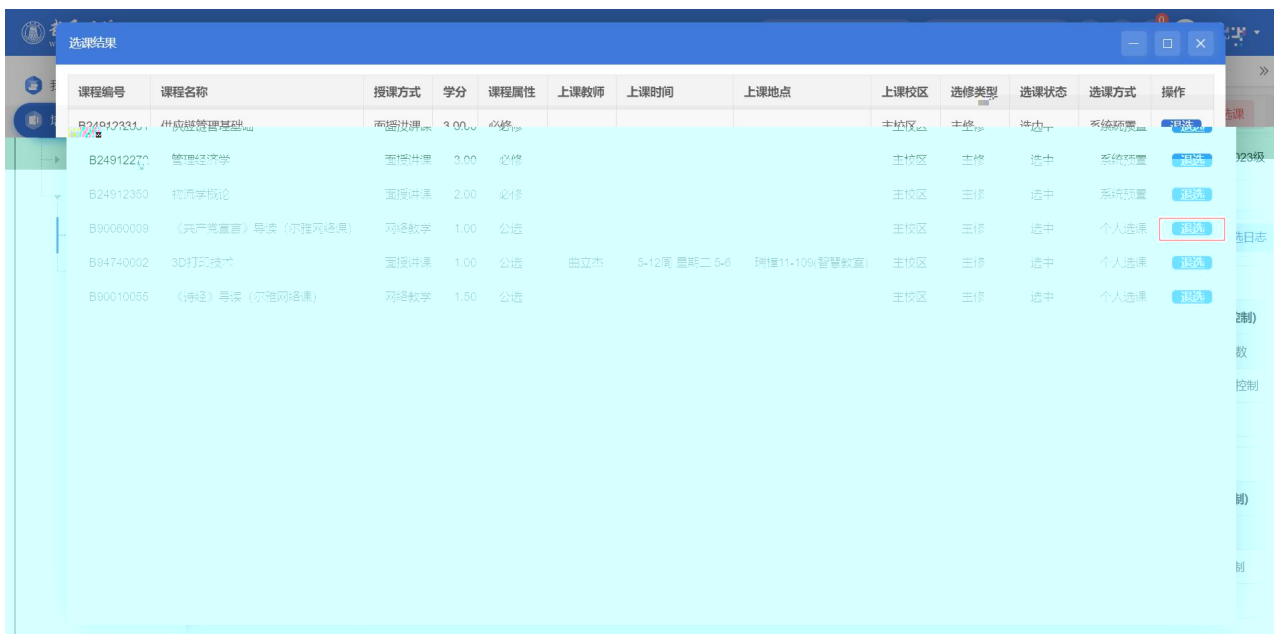 选课结果
课程编号 课程名称 授课方式 学分 课程属性 上课教师 上课时间 上课地点 上课校区 选修类型 选课状态 选课方式 操作
供应链管理基础 面授讲课 3.00 必修 主校区 主修 选中 系统预置 退选
管理经济学 面授讲课 3.00 必修 主校区 主修 选中 系统预置 退选
B24912350 物流学概论 面授讲课 2.00 必修 主校区 主修 选中 系统预置 退选
B90060009 《共产党宣言》导读（尔雅网络课） 网络教学 1.00 公选 主校区 主修 选中 个人选课 退选
B94740002 3D打印技术 面授讲课 1.00 公选 曲立杰 5-12周 星期二 5-6 11-109(智慧教室) 主校区 主修 选中 个人选课 退选
B90010055 《诗经》导读（尔雅网络课） 网络教学 1.50 公选 主校区 主修 选中 个人选课 退选
选课
023级
选日志
控制)
数
控制
制)
制